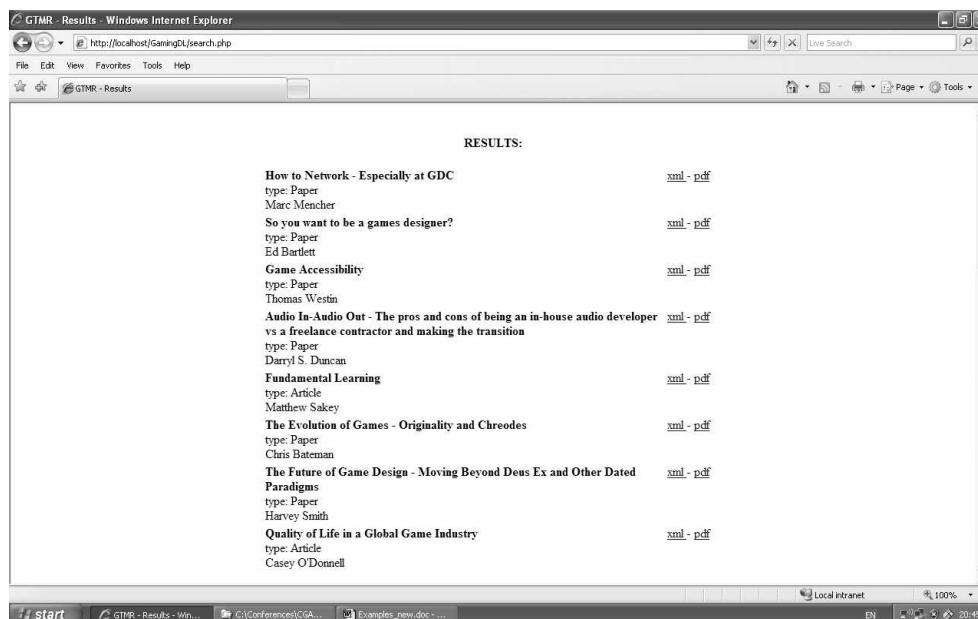 GTMR - Results - Windows Internet Explorer
http://localhost/GamingDL/search.php
Live Search
File Edit View Favorites Tools Help
GTMR - Results
Page Tools
RESULTS:
How to Network - Especially at GDC xml - pdf
type: Paper
Marc Mencher
So you want to be a games designer? xml - pdf
type: Paper
Ed Bartlett
Game Accessibility xml - pdf
type: Paper
Thomas Westin
Audio In-Audio Out - The pros and cons of being an in-house audio developer xml - pdf
vs a freelance contractor and making the transition
type: Paper
Darryl S. Duncan
Fundamental Learning xml - pdf
type: Article
Matthew Sakey
The Evolution of Games - Originality and Chreodes xml - pdf
type: Paper
Chris Bateman
The Future of Game Design - Moving Beyond Deus Ex and Other Dated xml - pdf
Paradigms
type: Paper
Harvey Smith
Quality of Life in a Global Game Industry xml - pdf
type: Article
Casey O'Donnell
Local intranet 100%
start GTMR - Results - Win... C:\Conferences\CGA... Examples_new.doc - ... EN 20:45